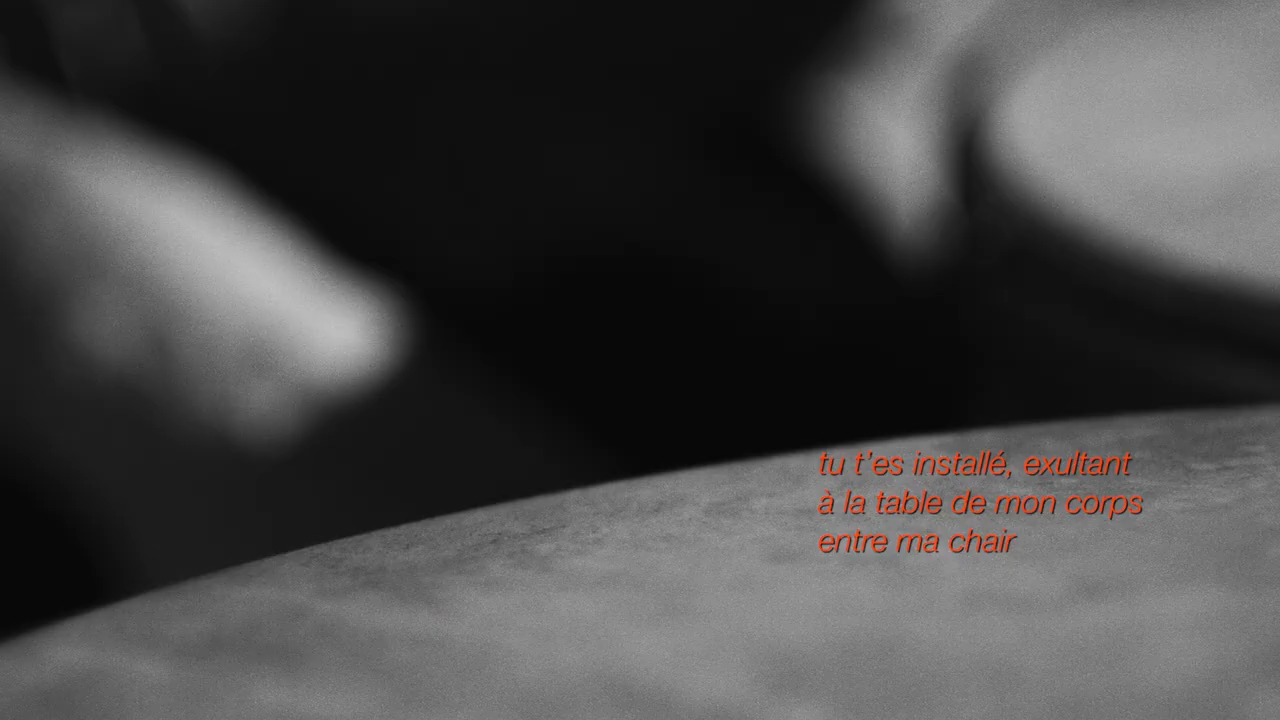 tu t'es installé, exultant
à la table de mon corps
entre ma chair